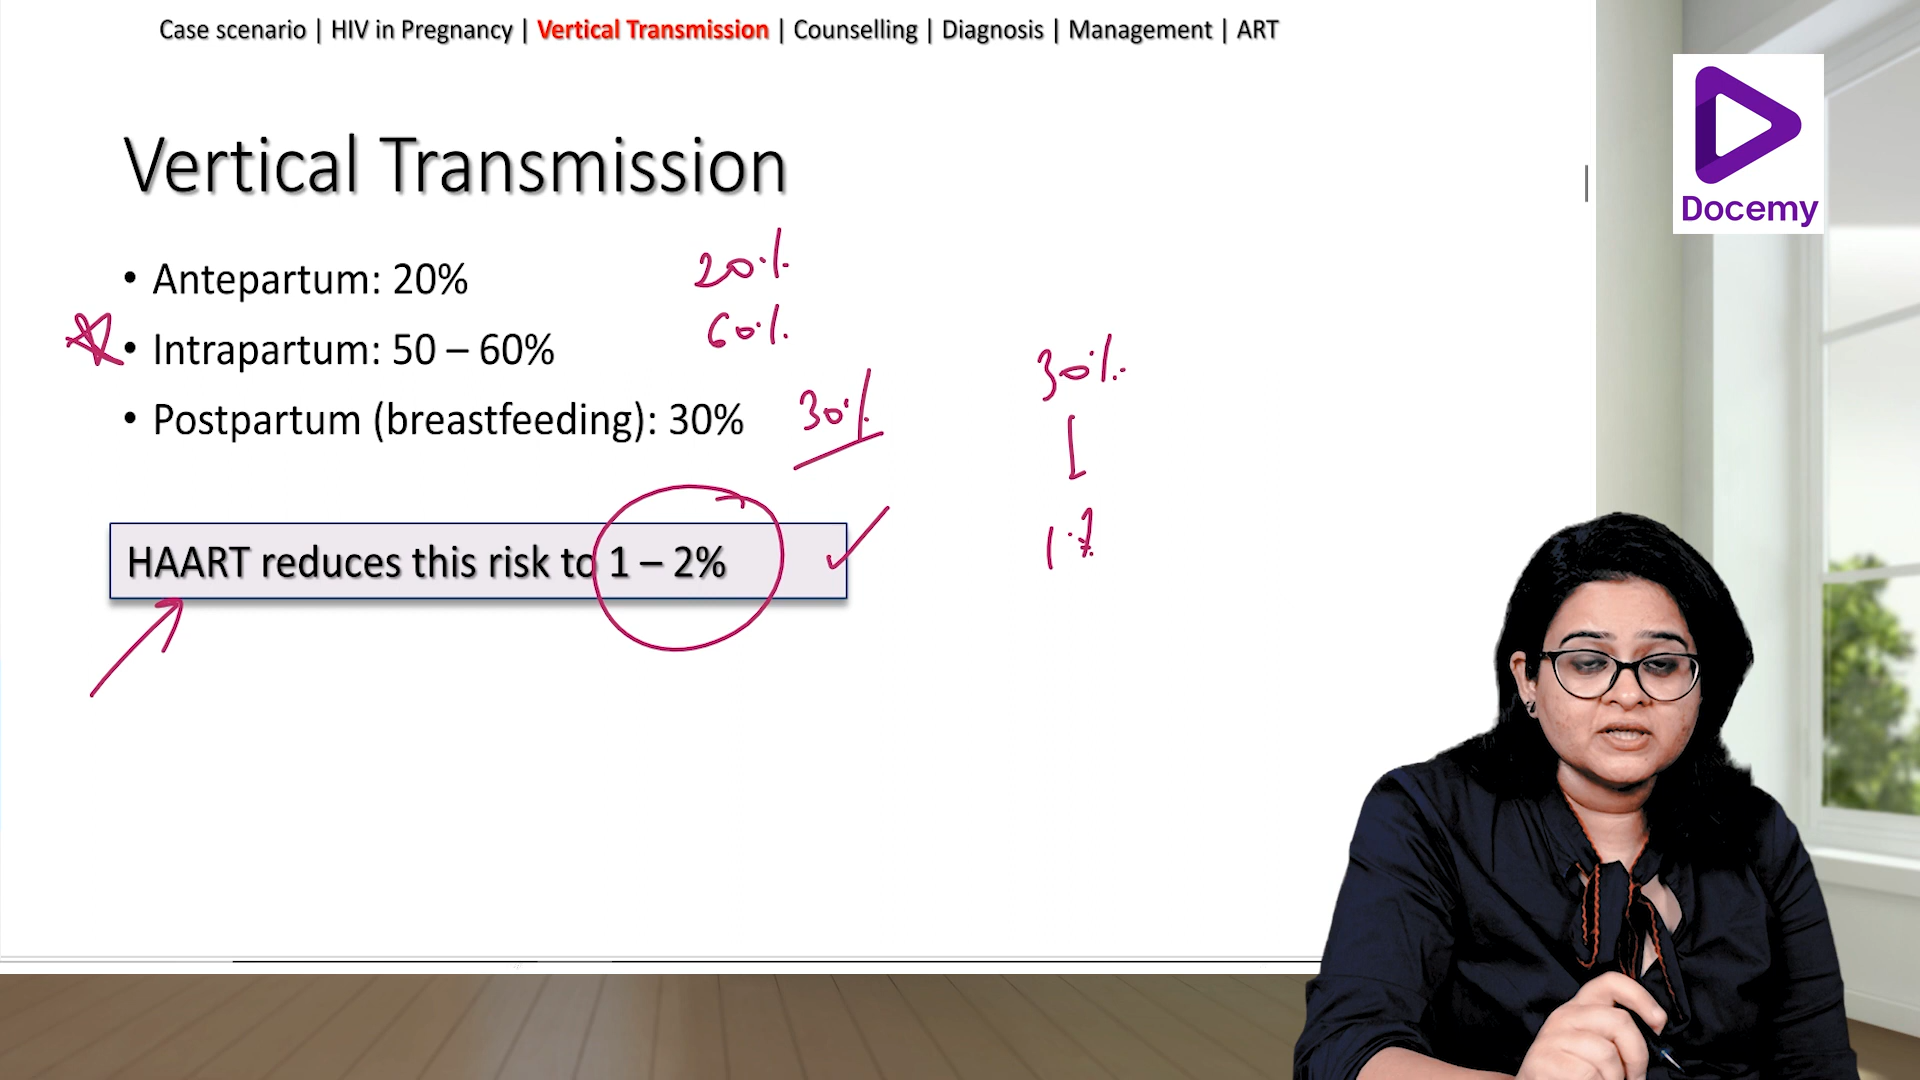 Case scenario | HIV in Pregnancy | Vertical Transmission | Counselling | Diagnosis | Management | ART
Docemy
Vertical Transmission
• Antepartum: 20%
20%
• Intrapartum: 50 – 60%
60%
• Postpartum (breastfeeding): 30%
30%
30%
HAART reduces this risk to 1 – 2%
1%